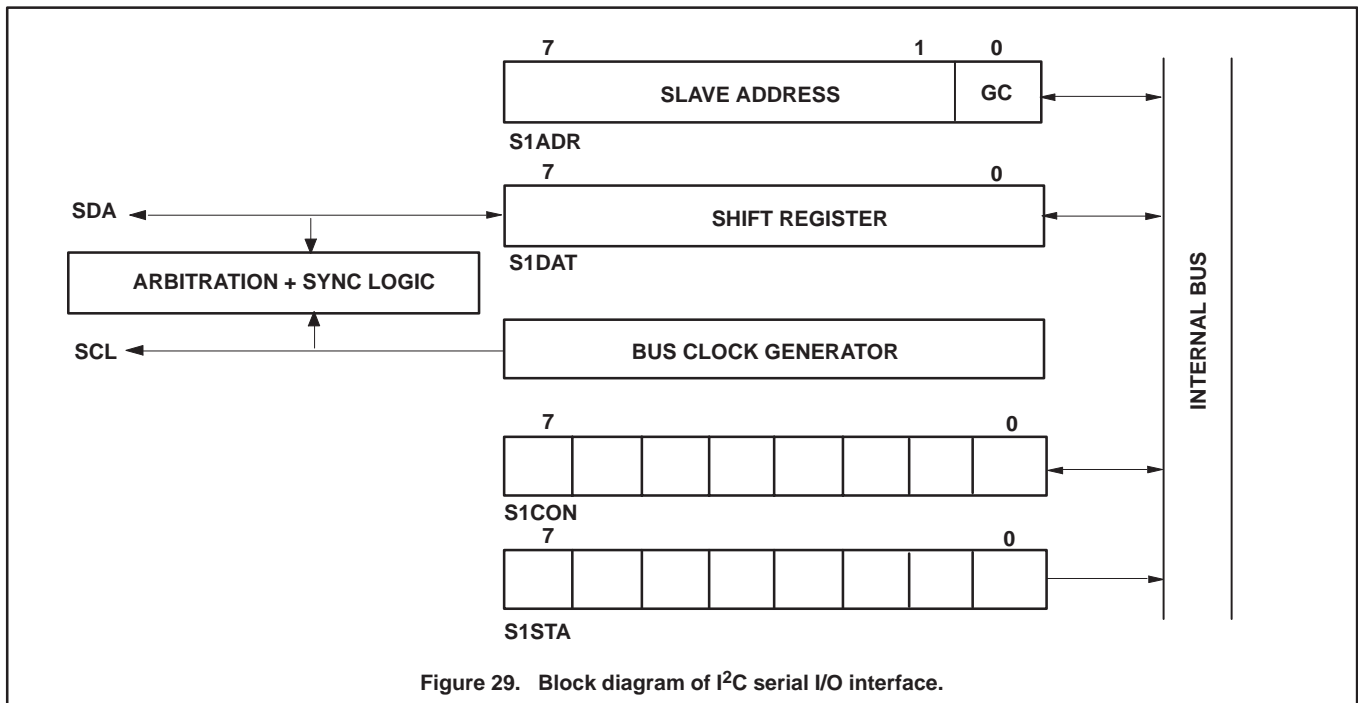 7 1 0
SLAVE ADDRESS GC
S1ADR
7 0
SDA SHIFT REGISTER
S1DAT
ARBITRATION + SYNC LOGIC
SCL BUS CLOCK GENERATOR
INTERNAL BUS
7 0
S1CON
7 0
S1STA
Figure 29. Block diagram of I²C serial I/O interface.